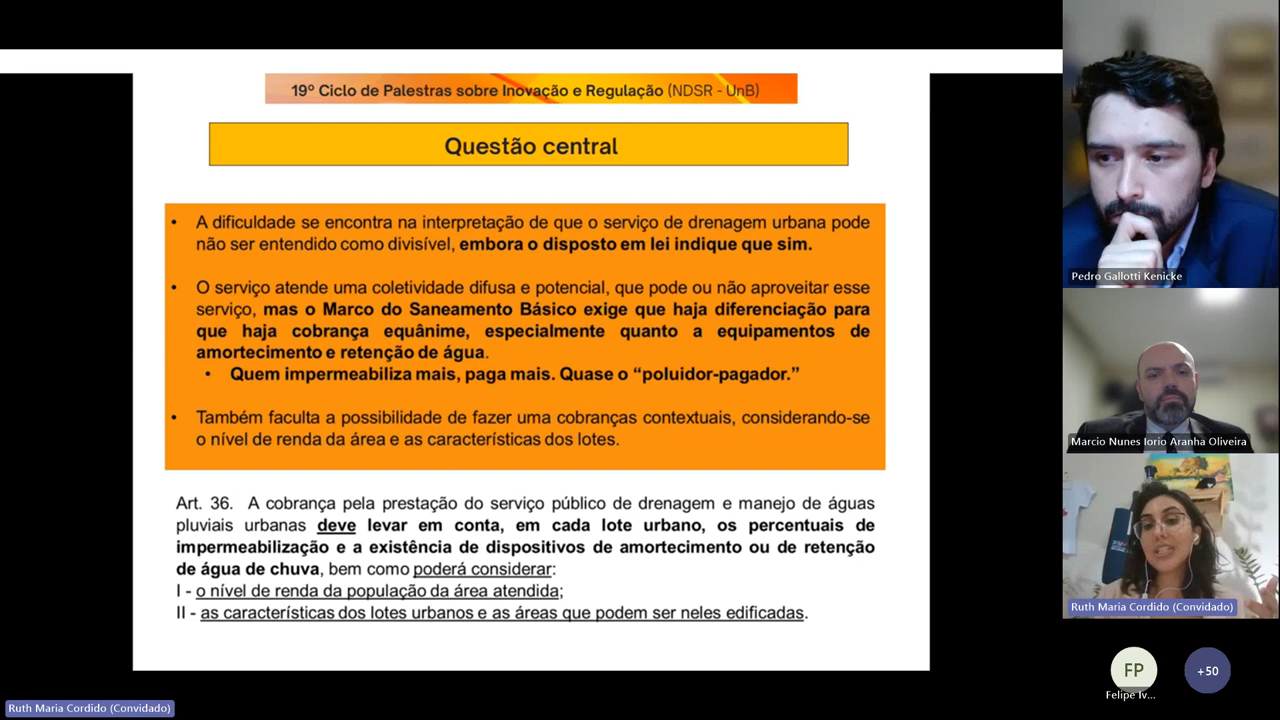 19º Ciclo de Palestras sobre Inovação e Regulação (NDSR - UnB)
Questão central
• A dificuldade se encontra na interpretação de que o serviço de drenagem urbana pode
não ser entendido como divisível, embora o disposto em lei indique que sim.
• O serviço atende uma coletividade difusa e potencial, que pode ou não aproveitar esse
serviço, mas o Marco do Saneamento Básico exige que haja diferenciação para
que haja cobrança equânime, especialmente quanto a equipamentos de
amortecimento e retenção de água.
• Quem impermeabiliza mais, paga mais. Quase o “poluidor-pagador.”
• Também faculta a possibilidade de fazer uma cobranças contextuais, considerando-se
o nível de renda da área e as características dos lotes.
Art. 36. A cobrança pela prestação do serviço público de drenagem e manejo de águas
pluviais urbanas deve levar em conta, em cada lote urbano, os percentuais de
impermeabilização e a existência de dispositivos de amortecimento ou de retenção
de água de chuva, bem como poderá considerar:
I - o nível de renda da população da área atendida;
II - as características dos lotes urbanos e as áreas que podem ser neles edificadas.
Pedro Gallotti Kenicke
Marcio Nunes Iorio Aranha Oliveira
Ruth Maria Cordido (Convidado)
FP
Felipe Iv...
+50
Ruth Maria Cordido (Convidado)